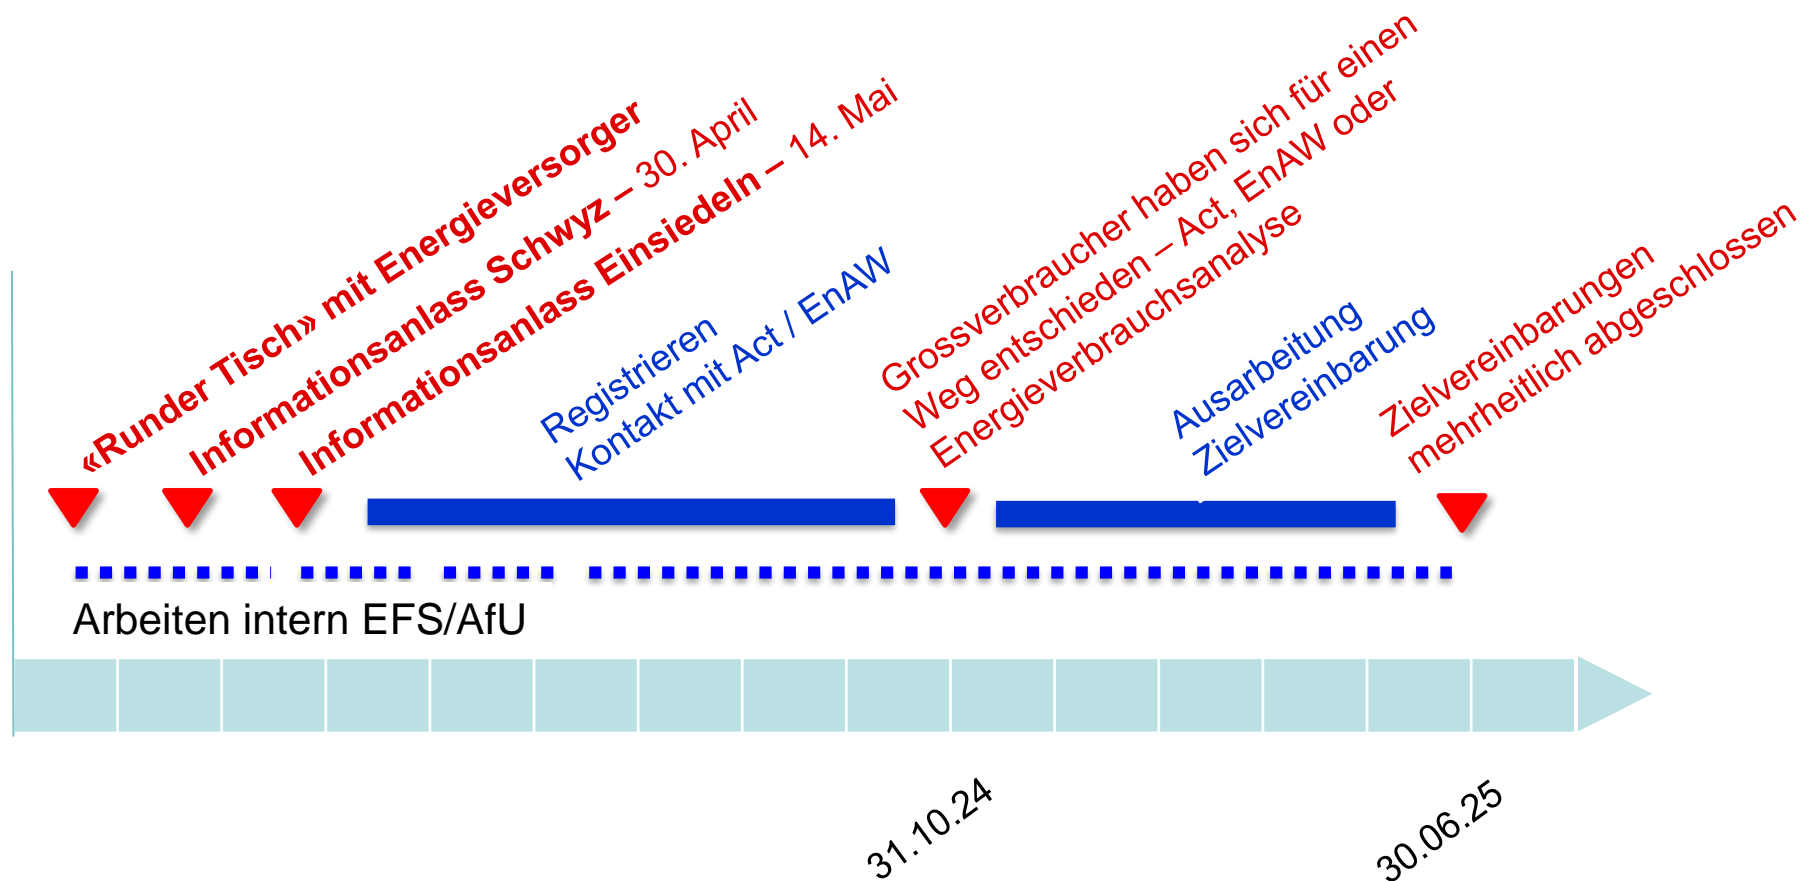 «Runder Tisch» mit Energieversorger
Informationsanlass Schwyz – 30. April
Informationsanlass Einsiedeln – 14. Mai
Registrieren
Kontakt mit Act / EnAW
Grossverbraucher haben sich für einen
Weg entschieden – Act, EnAW oder
Energieverbrauchsanalyse
Ausarbeitung
Zielvereinbarung
Zielvereinbarungen
mehrheitlich abgeschlossen
Arbeiten intern EFS/AfU
31.10.24
30.06.25